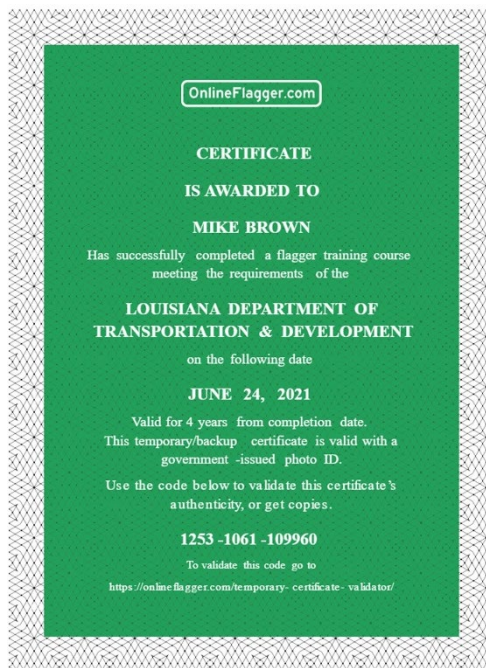 OnlineFlagger.com
CERTIFICATE
IS AWARDED TO
MIKE BROWN
Has successfully completed a flagger training course
meeting the requirements of the
LOUISIANA DEPARTMENT OF
TRANSPORTATION & DEVELOPMENT
on the following date
JUNE 24, 2021
Valid for 4 years from completion date.
This temporary/backup certificate is valid with a
government -issued photo ID.
Use the code below to validate this certificate's
authenticity, or get copies.
1253 -1061 -109960
To validate this code go to
https://onlineflagger.com/temporary- certificate- validator/